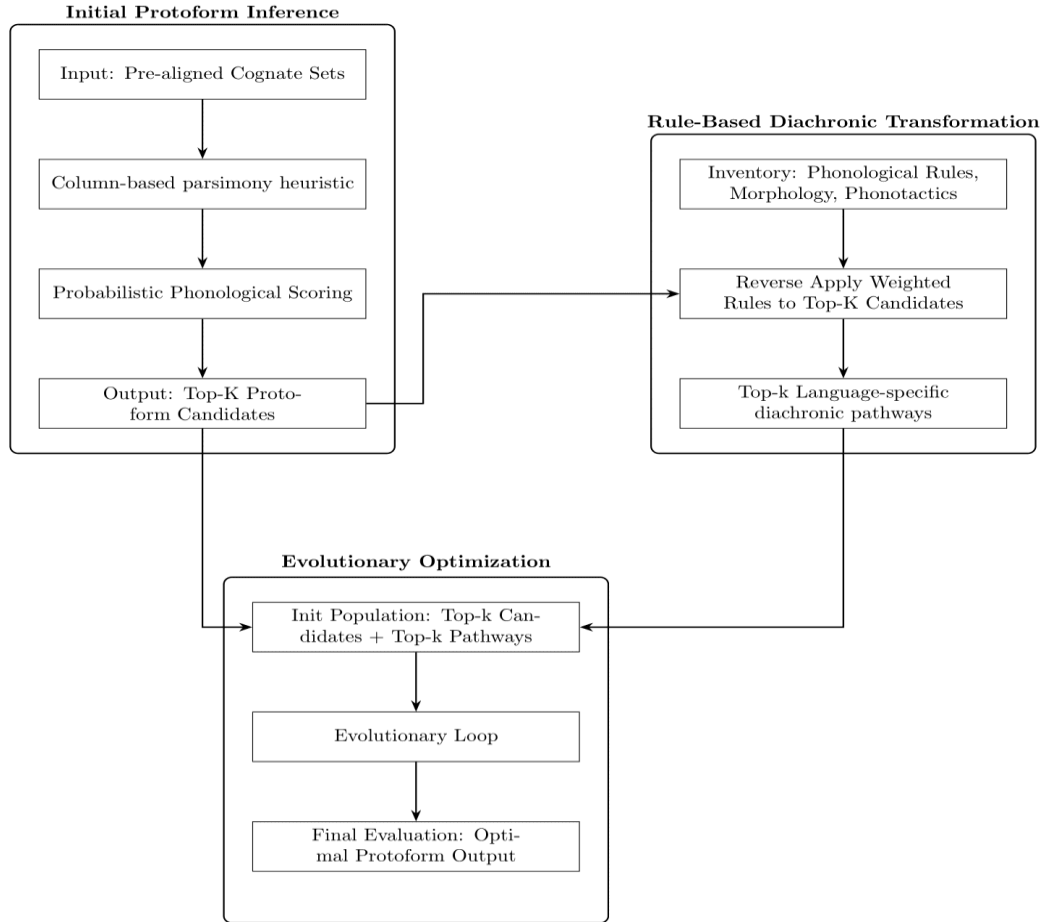 Initial Protoform Inference
Input: Pre-aligned Cognate Sets
Column-based parsimony heuristic
Probabilistic Phonological Scoring
Output: Top-K Proto-
form Candidates
Rule-Based Diachronic Transformation
Inventory: Phonological Rules,
Morphology, Phonotactics
Reverse Apply Weighted
Rules to Top-K Candidates
Top-k Language-specific
diachronic pathways
Evolutionary Optimization
Init Population: Top-k Can-
didates + Top-k Pathways
Evolutionary Loop
Final Evaluation: Opti-
mal Protoform Output